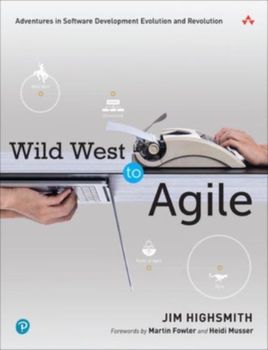 Adventures in Software Development Evolution and Revolution
Wild West
to
Agile
JIM HIGHSMITH
Forewords by Martin Fowler and Heidi Musser
P